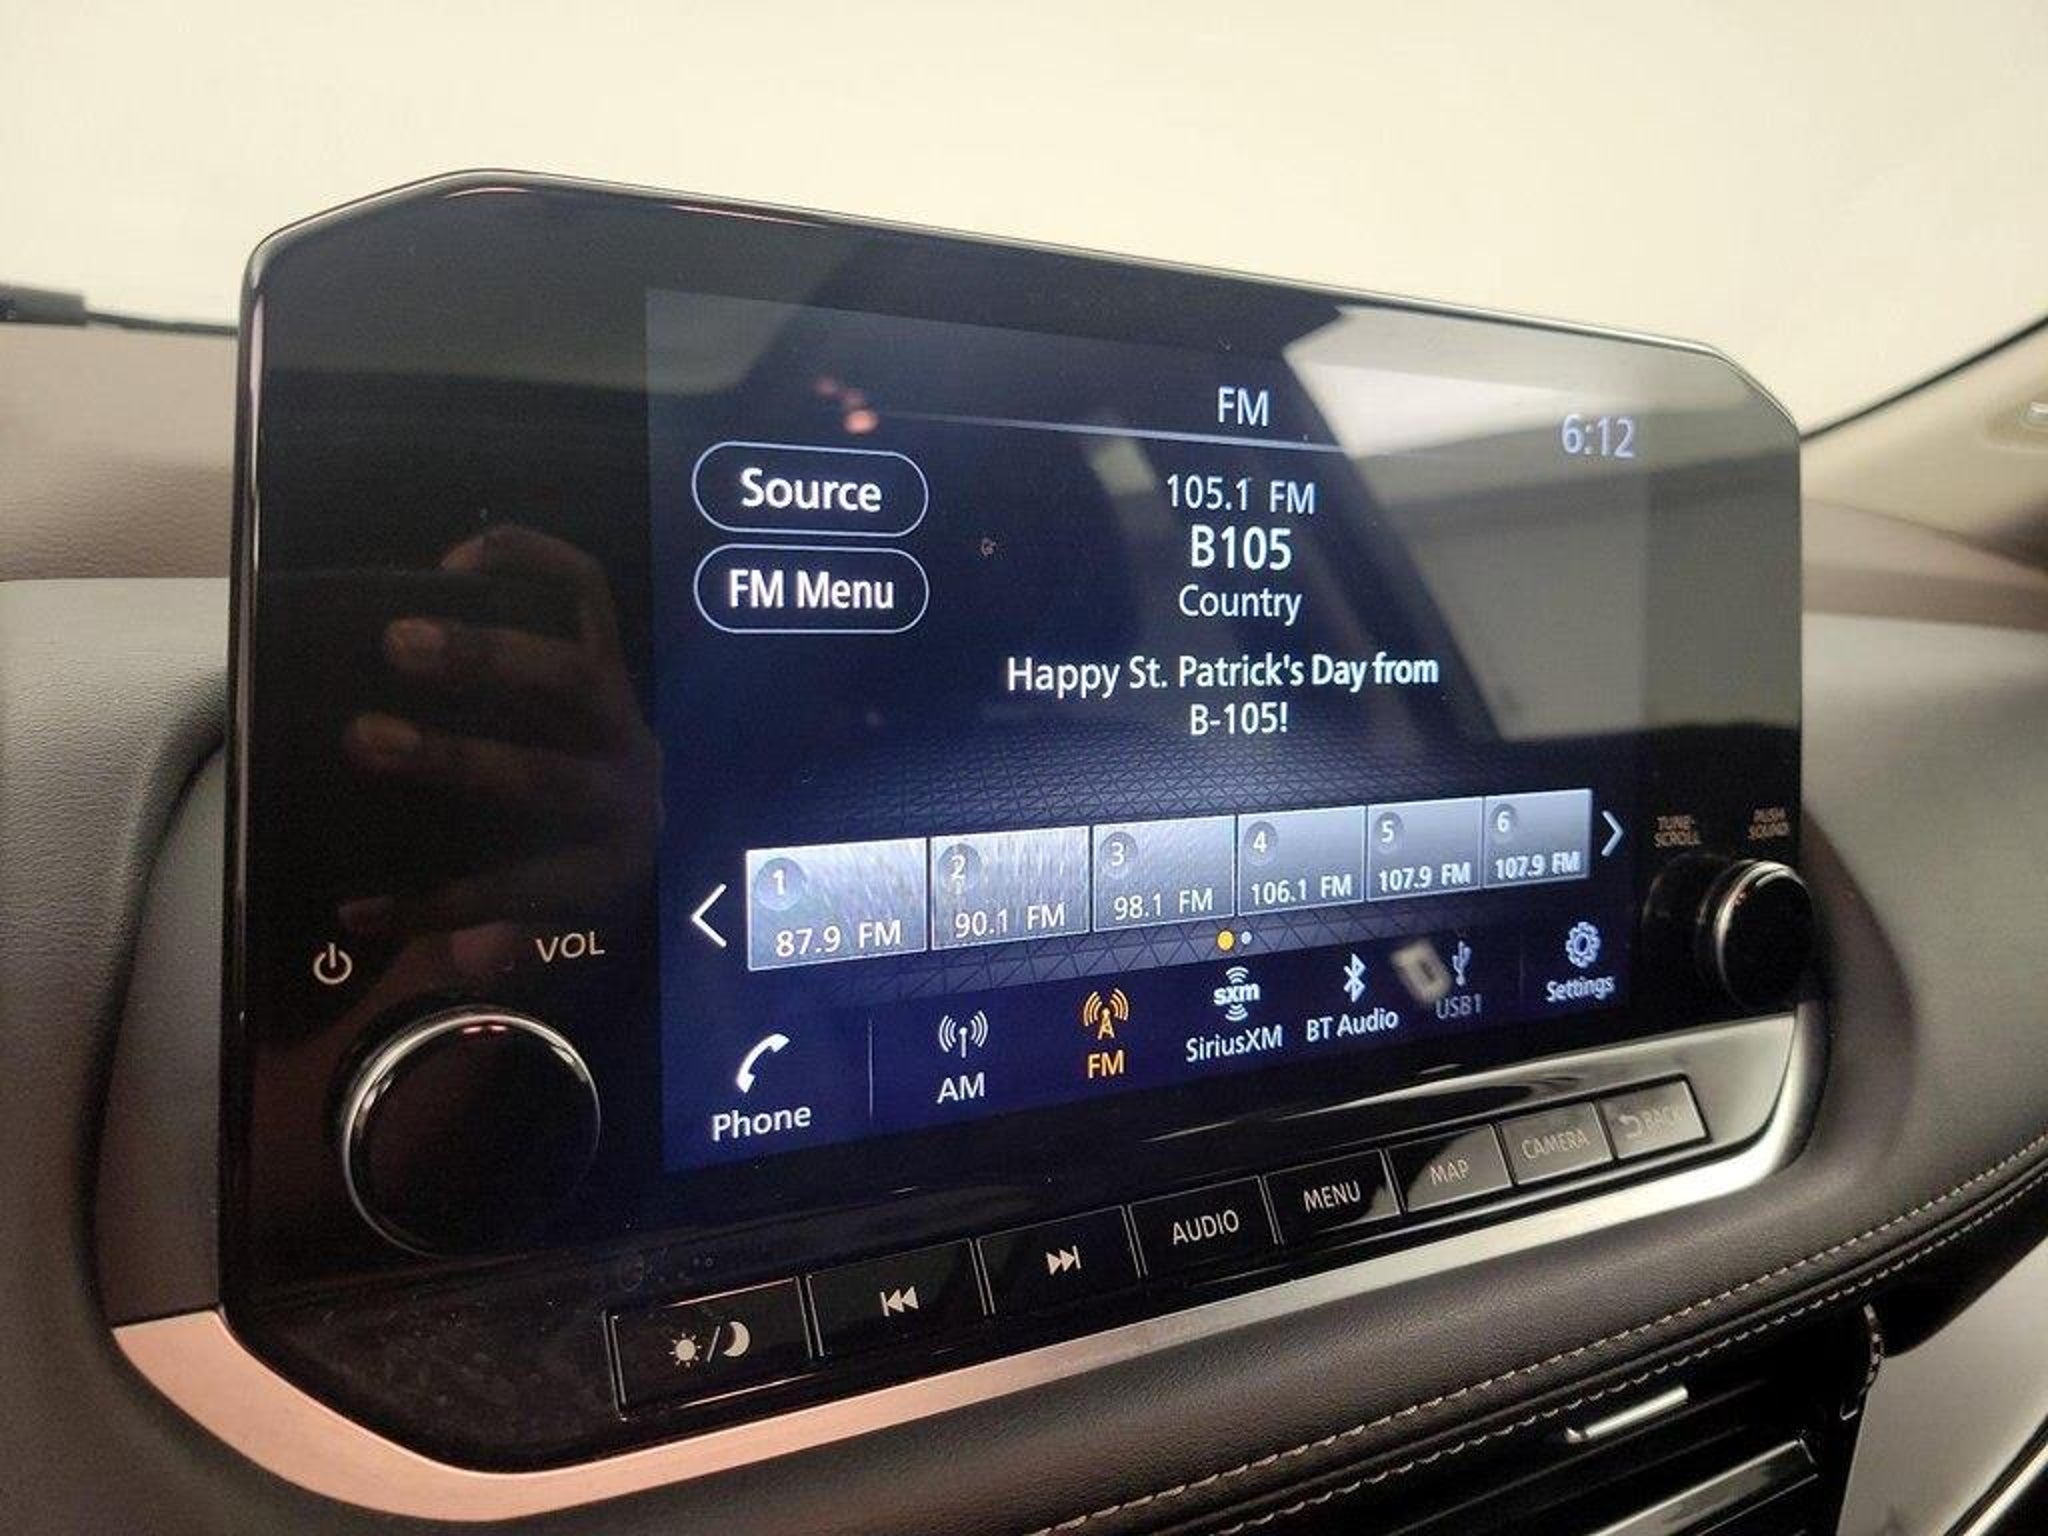 FM
6:12
Source
105.1 FM
B105
FM Menu
Country
Happy St. Patrick's Day from
B-105!
1
87.9 FM
2
90.1 FM
3
98.1 FM
4
106.1 FM
5
107.9 FM
6
107.9 FM
TUNE·
SCROLL
PUSH
SOUND
VOL
Phone
AM
FM
sxm
SiriusXM
BT Audio
USB1
Settings
AUDIO
MENU
MAP
CAMERA
BACK